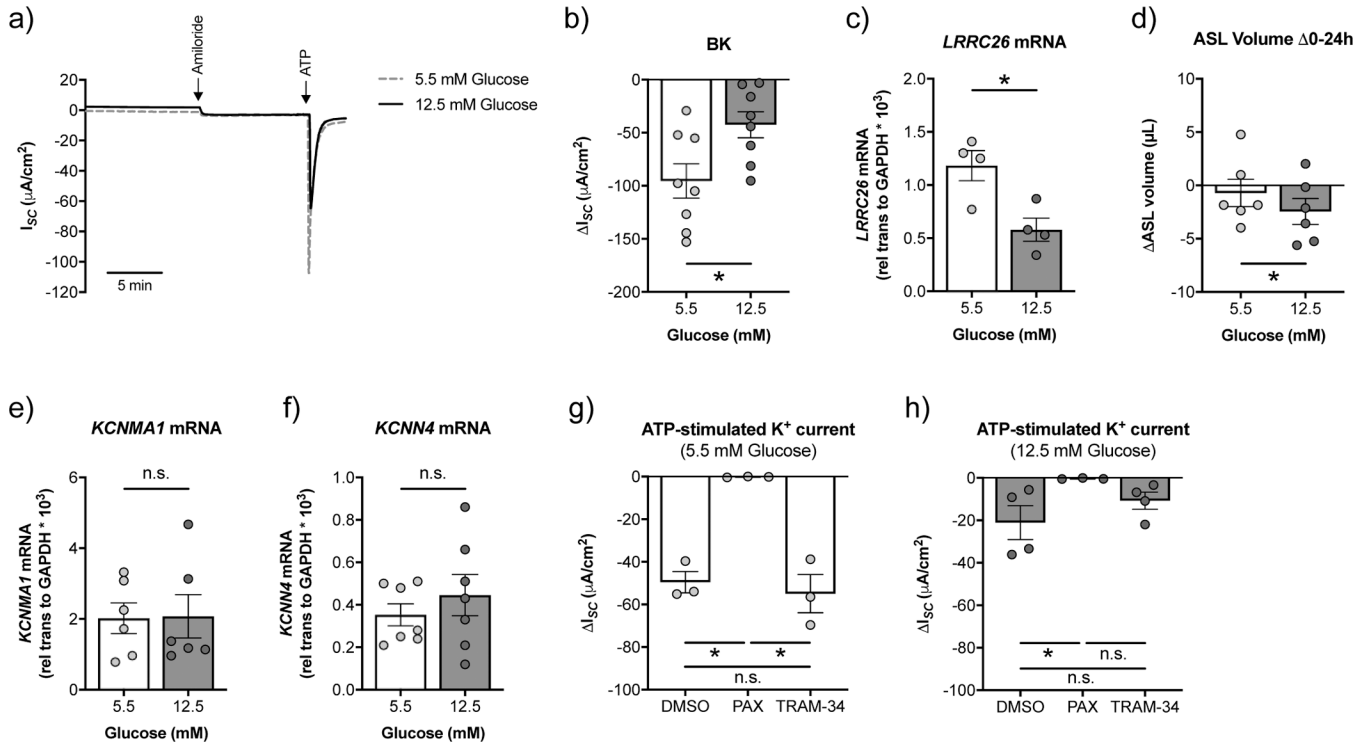 a)
Amiloride
ATP
5.5 mM Glucose
12.5 mM Glucose
20
0
-20
-40
-60
-80
-100
-120
I_SC (μA/cm²)
5 min
b)
BK
0
-50
-100
-150
-200
ΔI_SC (μA/cm²)
*
5.5
12.5
Glucose (mM)
c)
LRRC26 mRNA
2.0
1.5
1.0
0.5
0.0
LRRC26 mRNA
(rel trans to GAPDH * 10³)
*
5.5
12.5
Glucose (mM)
d)
ASL Volume Δ0-24h
10
5
0
-5
-10
ΔASL volume (μL)
*
5.5
12.5
Glucose (mM)
e)
KCNMA1 mRNA
n.s.
6
4
2
0
KCNMA1 mRNA
(rel trans to GAPDH * 10³)
5.5
12.5
Glucose (mM)
f)
KCNN4 mRNA
n.s.
1.0
0.8
0.6
0.4
0.2
0.0
KCNN4 mRNA
(rel trans to GAPDH * 10³)
5.5
12.5
Glucose (mM)
g)
ATP-stimulated K⁺ current
(5.5 mM Glucose)
0
-20
-40
-60
-80
-100
ΔI_SC (μA/cm²)
* *
n.s.
DMSO PAX TRAM-34
h)
ATP-stimulated K⁺ current
(12.5 mM Glucose)
0
-20
-40
-60
-80
-100
ΔI_SC (μA/cm²)
* n.s.
n.s.
DMSO PAX TRAM-34